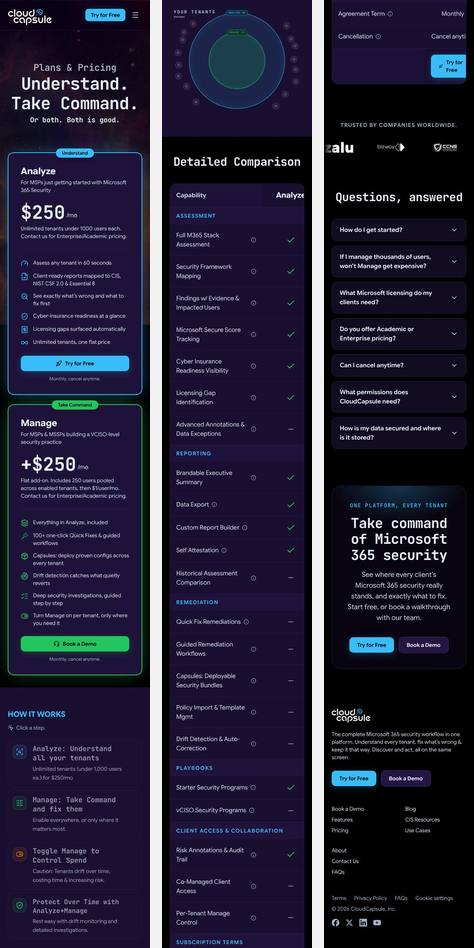 cloud
capsule
Try for Free
Plans & Pricing
Understand.
Take Command.
Or both. Both is good.
Understand
Analyze
For MSPs just getting started with Microsoft
365 Security
$250 /mo
Unlimited tenants under 1000 users each.
Contact us for Enterprise/Academic pricing.
Assess any tenant in 60 seconds
Client-ready reports mapped to CIS,
NIST CSF 2.0 & Essential 8
See exactly what's wrong and what to
fix first
Cyber-insurance readiness at a glance
Licensing gaps surfaced automatically
Unlimited tenants, one flat price
Try for Free
Monthly, cancel anytime.
Take Command
Manage
For MSPs & MSSPs building a VCISO-level
security practice
+$250 /mo
Flat add-on. Includes 250 users pooled
across enabled tenants, then $1/user/mo.
Contact us for Enterprise/Academic pricing.
Everything in Analyze, included
100+ one-click Quick Fixes & guided
workflows
Capsules: deploy proven configs across
every tenant
Drift detection catches what quietly
reverts
Deep security investigations, guided
step by step
Turn Manage on per tenant, only where
you need it
Book a Demo
Monthly, cancel anytime.
HOW IT WORKS
Click a step.
Analyze: Understand
all your tenants
Unlimited tenants (under 1,000 users
ea.) for $250/mo
Manage: Take Command
and fix them
Enable everywhere, or only where it
matters most.
Toggle Manage to
Control Spend
Caution: Tenants drift over time,
costing time & increasing risk.
Protect Over Time with
Analyze+Manage
Rest easy with drift monitoring and
detailed investigations.
YOUR TENANTS
Detailed Comparison
Capability
Analyze
ASSESSMENT
Full M365 Stack
Assessment
Security Framework
Mapping
Findings w/ Evidence &
Impacted Users
Microsoft Secure Score
Tracking
Cyber Insurance
Readiness Visibility
Licensing Gap
Identification
Advanced Annotations &
Data Exceptions
REPORTING
Brandable Executive
Summary
Data Export
Custom Report Builder
Self Attestation
Historical Assessment
Comparison
REMEDIATION
Quick Fix Remediations
Guided Remediation
Workflows
Capsules: Deployable
Security Bundles
Policy Import & Template
Mgmt
Drift Detection & Auto-
Correction
PLAYBOOKS
Starter Security Programs
vCISO Security Programs
CLIENT ACCESS & COLLABORATION
Risk Annotations & Audit
Trail
Co-Managed Client
Access
Per-Tenant Manage
Control
SUBSCRIPTION TERMS
Agreement Term
Monthly
Cancellation
Cancel anyti
Try for
Free
TRUSTED BY COMPANIES WORLDWIDE.
zalu
bitway
CCNS
Questions, answered
How do I get started?
If I manage thousands of users,
won't Manage get expensive?
What Microsoft licensing do my
clients need?
Do you offer Academic or
Enterprise pricing?
Can I cancel anytime?
What permissions does
CloudCapsule need?
How is my data secured and where
is it stored?
ONE PLATFORM, EVERY TENANT
Take command
of Microsoft
365 security
See where every client's
Microsoft 365 security really
stands, and exactly what to fix.
Start free, or book a walkthrough
with our team.
Try for Free
Book a Demo
cloud
capsule
The complete Microsoft 365 security workflow in one
platform. Understand every tenant, fix what's wrong &
keep it that way. Discover and act, all on the same
screen.
Try for Free
Book a Demo
Book a Demo
Blog
Features
CIS Resources
Pricing
Use Cases
About
Contact Us
FAQs
Terms
Privacy Policy
FAQs
Cookie settings
© 2026 CloudCapsule, Inc.